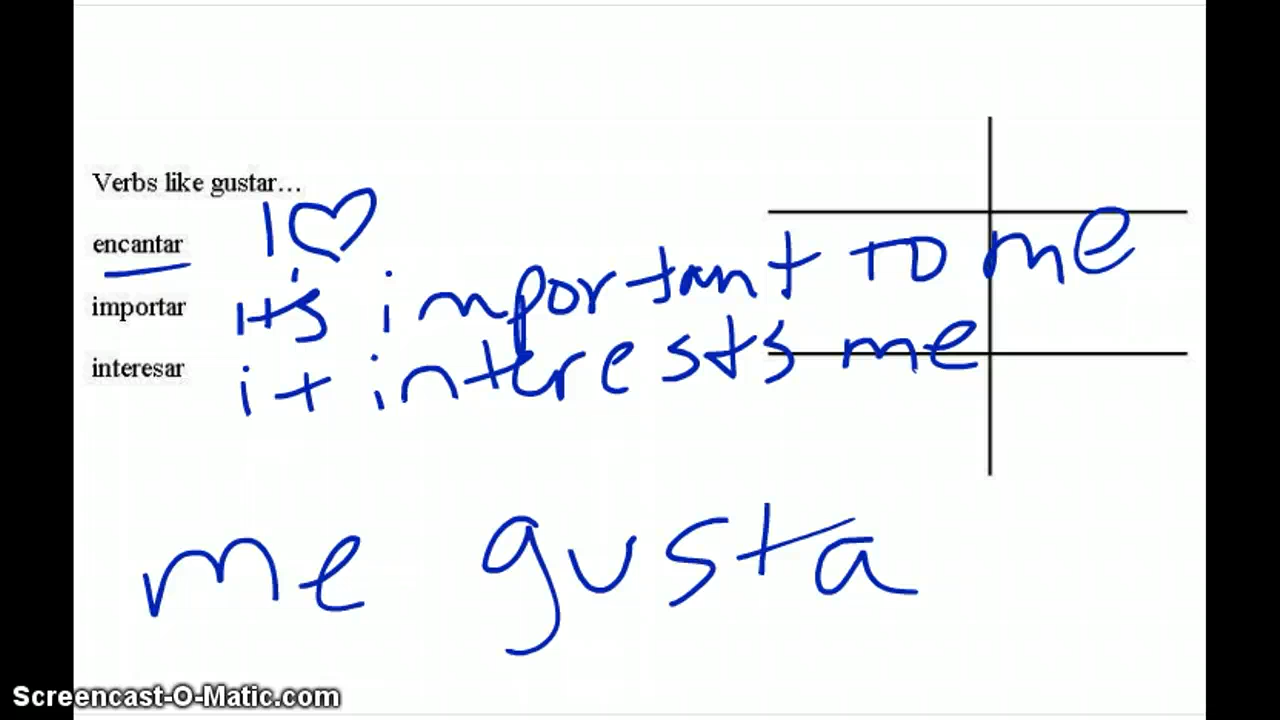 Verbs like gustar…
encantar I ♡
importar it's important to me
interesar it interests me
me gusta
Screencast-O-Matic.com